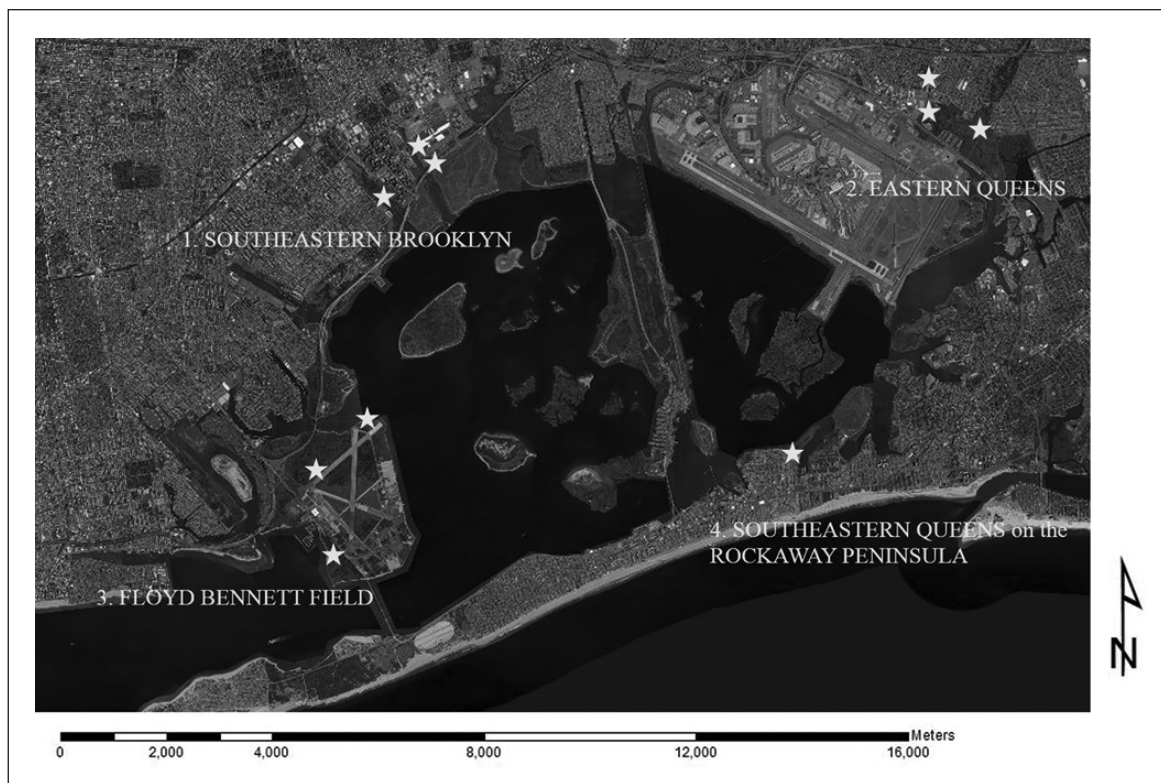 2. EASTERN QUEENS
1. SOUTHEASTERN BROOKLYN
4. SOUTHEASTERN QUEENS on the
ROCKAWAY PENINSULA
3. FLOYD BENNETT FIELD
N
Meters
0 2,000 4,000 8,000 12,000 16,000